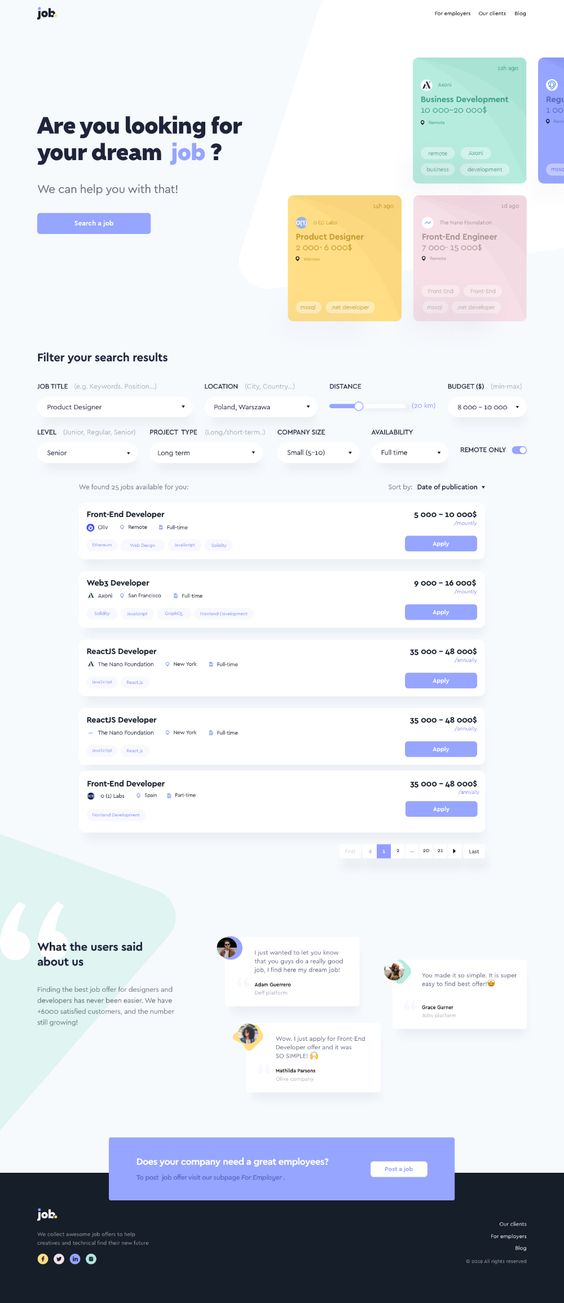 job.
For employers Our clients Blog
Are you looking for
your dream job ?
We can help you with that!
Search a job
12h ago
Axoni
Business Development
10 000-20 000$
Remote
remote Axoni
business development
15h ago
0 (1) Labs
Product Designer
2 000- 6 000$
mssql .net developer
1d ago
The Nano Foundation
Front-End Engineer
7 000- 15 000$
Remote
Front End Front-End
mssql .net developer
Filter your search results
JOB TITLE (e.g. Keywords, Position...) LOCATION (City, Country...) DISTANCE BUDGET ($) (min-max)
Product Designer Poland, Warszawa (20 km) 8 000 - 10 000
LEVEL (Junior, Regular, Senior) PROJECT TYPE (Long/short-term..) COMPANY SIZE AVAILABILITY
Senior Long term Small (5-10) Full time REMOTE ONLY
We found 25 jobs available for you: Sort by: Date of publication
Front-End Developer 5 000 - 10 000$
/mountly
Oliv Remote Full-time
Ethereum Web Design JavaScript Solidity Apply
Web3 Developer 9 000 - 16 000$
/mountly
Axoni San Francisco Full time
Solidity JavaScript GraphQL Frontend Development Apply
ReactJS Developer 35 000 - 48 000$
/annually
The Nano Foundation New York Full-time
JavaScript React.js Apply
ReactJS Developer 35 000 - 48 000$
/annually
The Nano Foundation New York Full-time
JavaScript React.js Apply
Front-End Developer 35 000 - 48 000$
/annually
0 (1) Labs Spain Part-time
Frontend Development Apply
First 1 2 ... 20 21 Last
What the users said
about us
Finding the best job offer for designers and
developers has never been easier. We have
+6000 satisfied customers, and the number
still growing!
I just wanted to let you know
that you guys do a really good
job, I find here my dream job!
Adam Guerrero
Deff platform
You made it so simple. It is super
easy to find best offer!🤩
Grace Garner
Jobs platform
Wow. I just apply for Front-End
Developer offer and it was
SO SIMPLE! 🙌
Mathilda Parsons
Olive company
Does your company need a great employees?
To post job offer visit our subpage For Employer .
Post a job
job.
We collect awesome job offers to help
creatives and technical find their new future
Our clients
For employers
Blog
All rights reserved